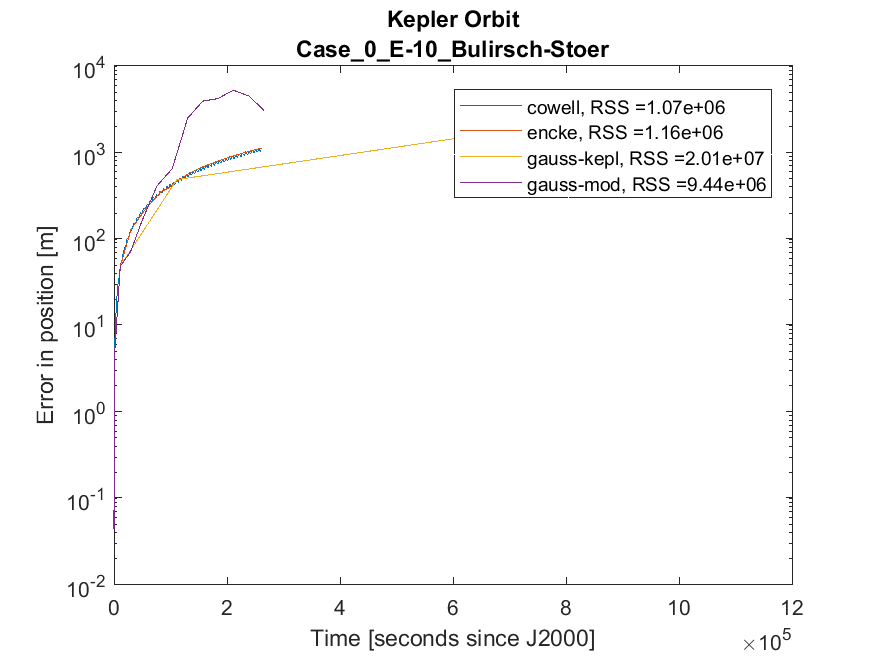 Kepler Orbit
Case_0_E-10_Bulirsch-Stoer
10^4
10^3
10^2
10^1
10^0
10^-1
10^-2
Error in position [m]
cowell, RSS =1.07e+06
encke, RSS =1.16e+06
gauss-kepl, RSS =2.01e+07
gauss-mod, RSS =9.44e+06
0 2 4 6 8 10 12
Time [seconds since J2000]
×10^5